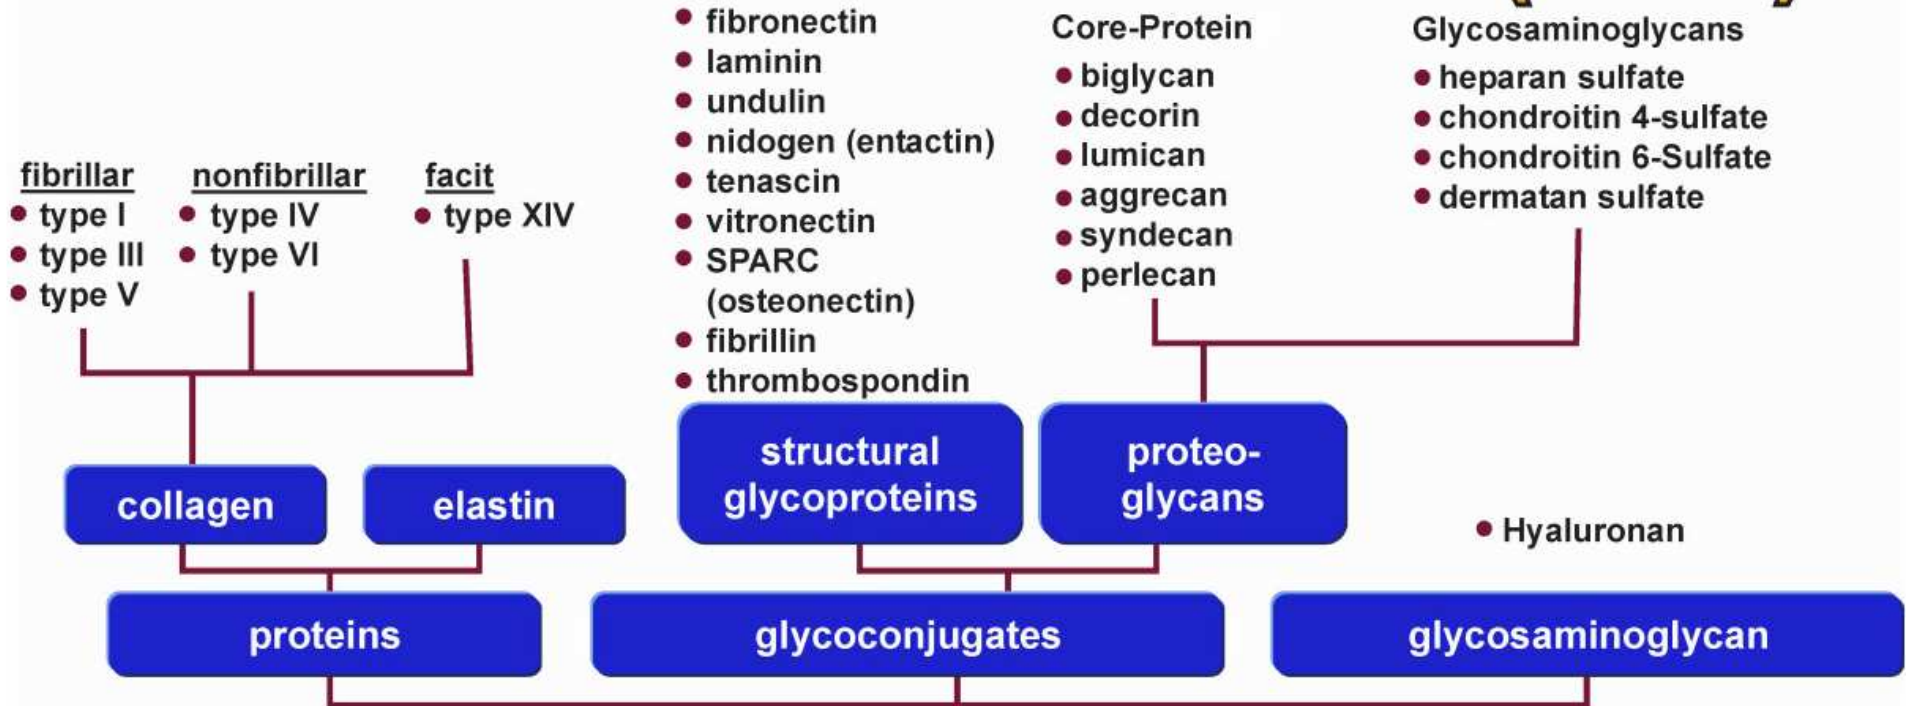 fibrillar
• type I
• type III
• type V
nonfibrillar
• type IV
• type VI
facit
• type XIV
• fibronectin
• laminin
• undulin
• nidogen (entactin)
• tenascin
• vitronectin
• SPARC
(osteonectin)
• fibrillin
• thrombospondin
Core-Protein
• biglycan
• decorin
• lumican
• aggrecan
• syndecan
• perlecan
Glycosaminoglycans
• heparan sulfate
• chondroitin 4-sulfate
• chondroitin 6-Sulfate
• dermatan sulfate
collagen
elastin
structural
glycoproteins
proteo-
glycans
• Hyaluronan
proteins
glycoconjugates
glycosaminoglycan